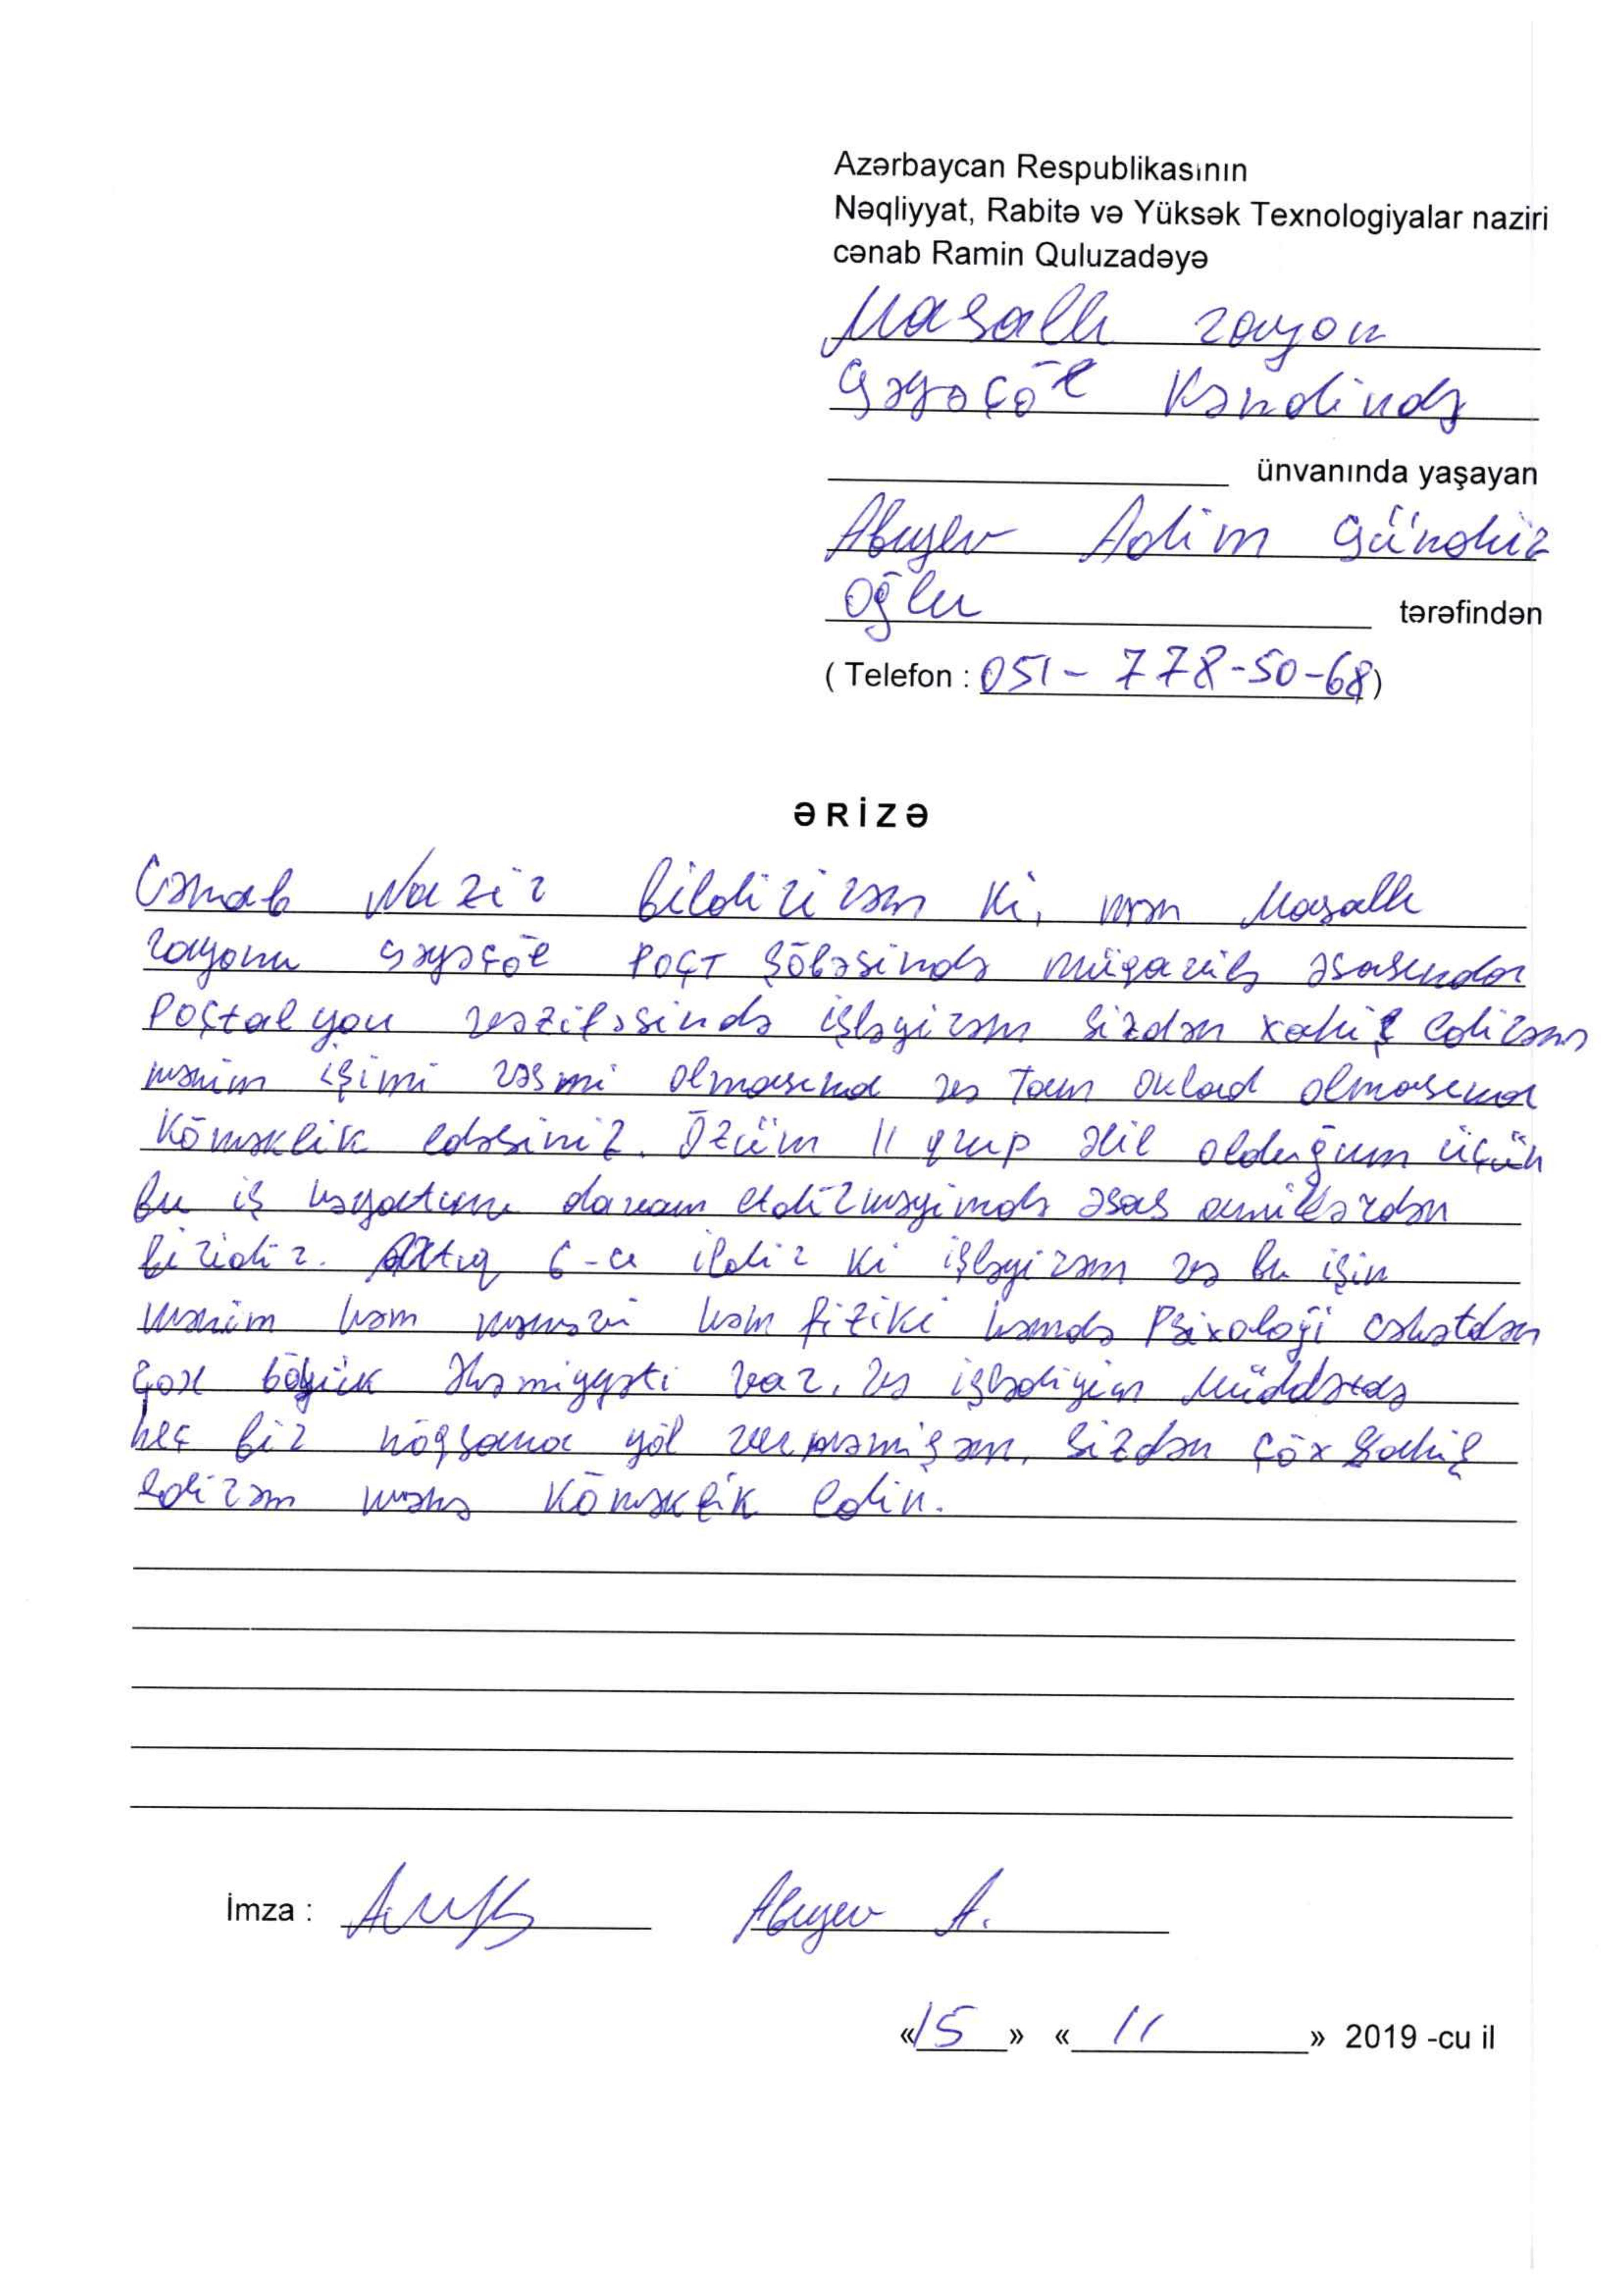 Azərbaycan Respublikasının
Nəqliyyat, Rabitə və Yüksək Texnologiyalar naziri
cənab Ramin Quluzadəyə
Masallı rayon
Qəyəçöl kəndində
ünvanında yaşayan
Abıyev Adim Gündüz
oğlu tərəfindən
( Telefon : 051- 778-50-68)
ƏRİZƏ
Cənab Nazir bildirirəm ki, mən Masallı
rayonu Qəyəçöl Poçt şöbəsində müqavilə əsasında
Poçtalyon vəzifəsində işləyirəm sizdən xahiş edirəm
mənim işimi rəsmi olmasına və tam oklad olmasına
köməklik edəsiniz. Özüm II qrup əlil olduğum üçün
bu iş həyatımı davam etdirməyimdə əsas amillərdən
biridir. Artıq 6-cı ildir ki işləyirəm və bu işin
mənim həm mənəvi həm fiziki həmdə Psixoloji cəhətdən
çox böyük əhəmiyyəti var. Və işlədiyim Müddətdə
heç bir nöqsana yol verməmişəm. Sizdən çöx xahiş
edirəm mənə köməklik edin.
İmza : Abıyev A.
«15» «11» 2019 -cu il